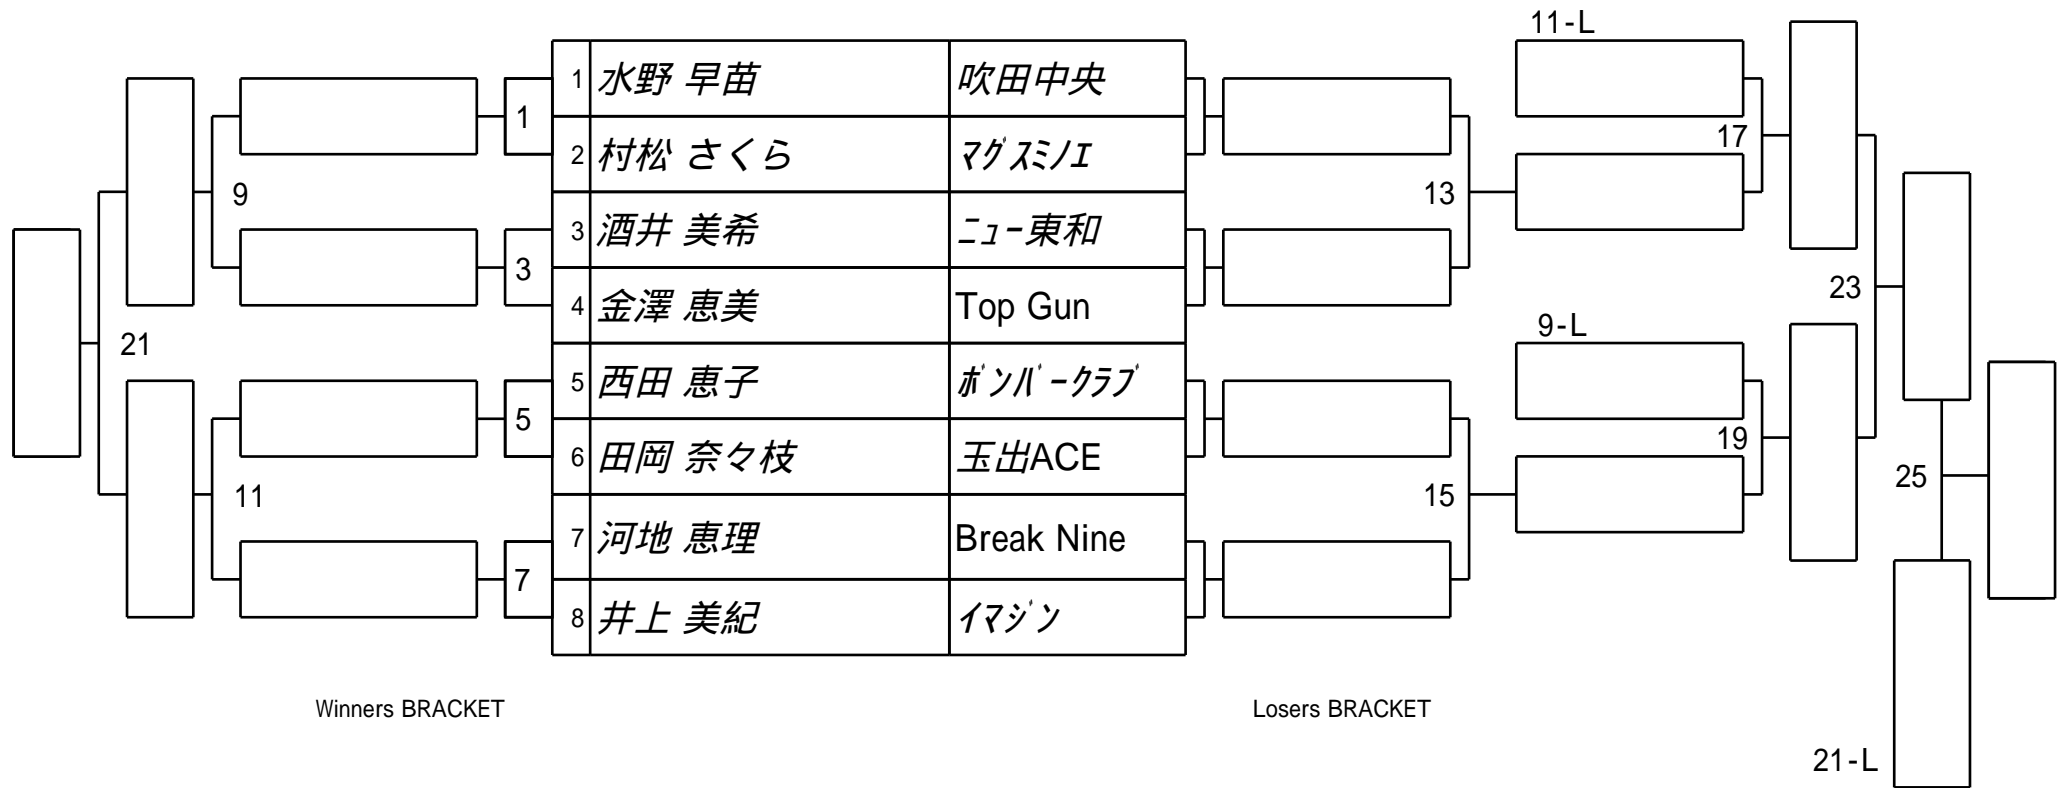 11-L
1 水野 早苗 吹田中央
1
2 村松 さくら ﾏｸﾞｽﾐﾉｴ
17
9
13
3 酒井 美希 ﾆｭｰ東和
3
4 金澤 恵美 Top Gun
23
9-L
21
5 西田 恵子 ﾎﾞﾝﾊﾞｰｸﾗﾌﾞ
5
19
6 田岡 奈々枝 玉出ACE
25
11
15
7 河地 恵理 Break Nine
7
8 井上 美紀 ｲﾏｼﾞﾝ
Winners BRACKET
Losers BRACKET
21-L